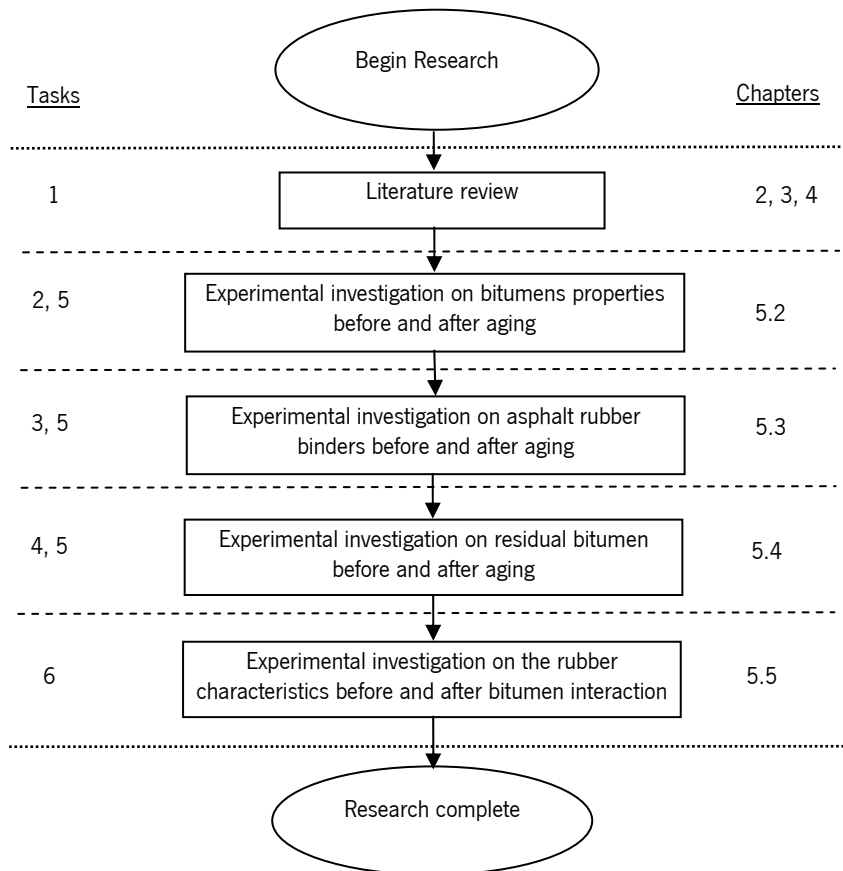 Begin Research
Tasks
Chapters
1
Literature review
2, 3, 4
2, 5
Experimental investigation on bitumens properties
before and after aging
5.2
3, 5
Experimental investigation on asphalt rubber
binders before and after aging
5.3
4, 5
Experimental investigation on residual bitumen
before and after aging
5.4
6
Experimental investigation on the rubber
characteristics before and after bitumen interaction
5.5
Research complete